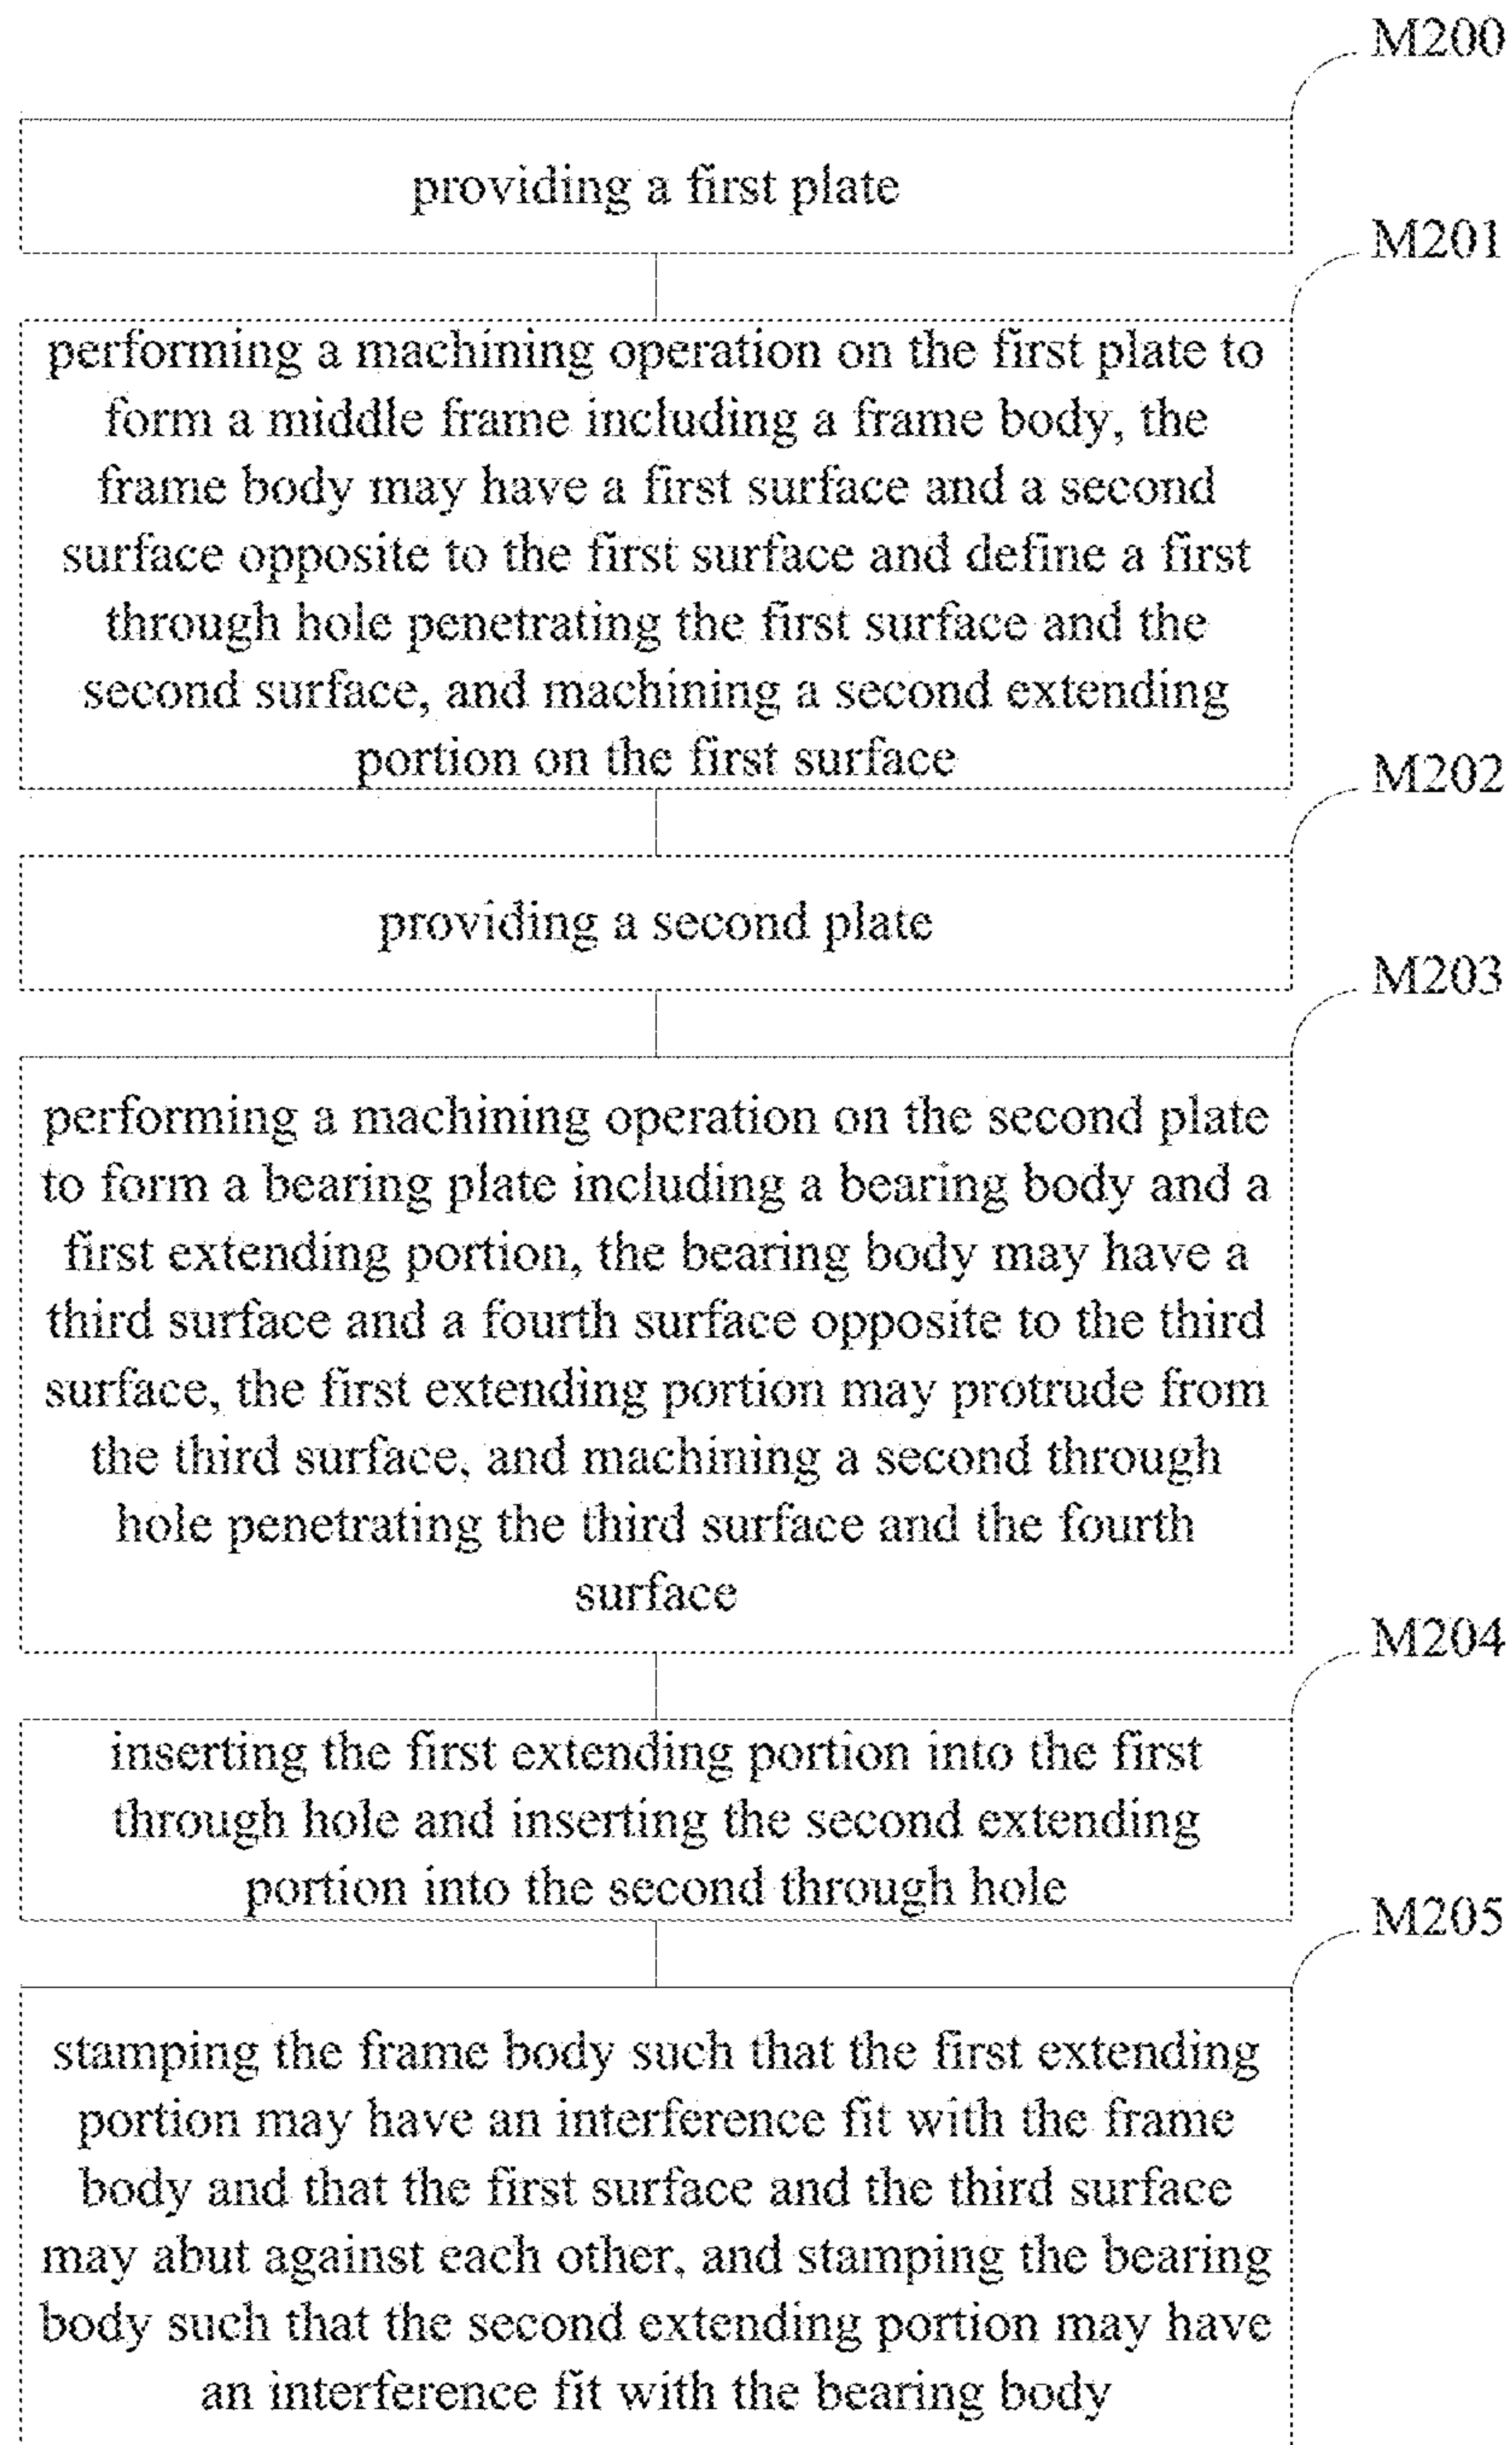 M200
providing a first plate
M201
performing a machining operation on the first plate to
form a middle frame including a frame body, the
frame body may have a first surface and a second
surface opposite to the first surface and define a first
through hole penetrating the first surface and the
second surface, and machining a second extending
portion on the first surface
M202
providing a second plate
M203
performing a machining operation on the second plate
to form a bearing plate including a bearing body and a
first extending portion, the bearing body may have a
third surface and a fourth surface opposite to the third
surface, the first extending portion may protrude from
the third surface, and machining a second through
hole penetrating the third surface and the fourth
surface
M204
inserting the first extending portion into the first
through hole and inserting the second extending
portion into the second through hole
M205
stamping the frame body such that the first extending
portion may have an interference fit with the frame
body and that the first surface and the third surface
may abut against each other, and stamping the bearing
body such that the second extending portion may have
an interference fit with the bearing body